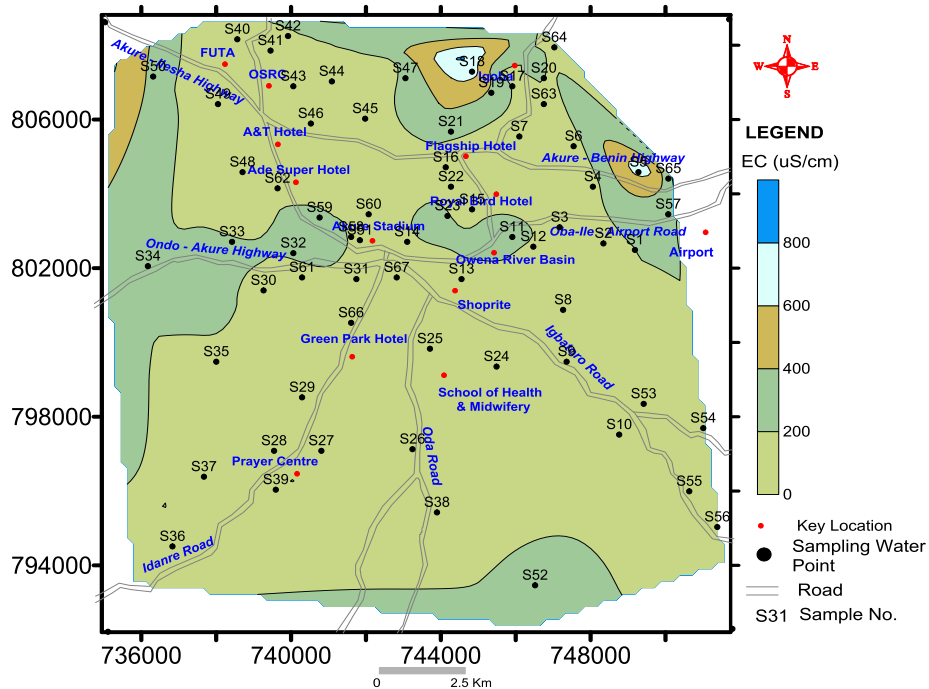 S40
S42
S41
S64
FUTA
Akure - Ilesha Highway
S50
OSRC
S43
S44
S47
S18
Igoba
S17
S19
S20
S63
S49
S46
S45
S21
S7
S6
806000
A&T Hotel
Flagship Hotel
Akure - Benin Highway
S16
S5
S65
S48
Ade Super Hotel
S62
S22
S4
Royal Bird Hotel
S15
S23
S59
S60
S57
S3
Akure Stadium
S58
S14
S11
S12
Oba-Ile
Airport Road
S2
S1
Airport
S33
S32
Ondo - Akure Highway
S34
Owena River Basin
802000
S61
S31
S67
S13
S30
Shoprite
S8
S66
Green Park Hotel
S25
S24
S9
Igbatoro Road
S35
S29
School of Health
& Midwifery
S53
798000
S54
S10
S28
S27
S26
Oda Road
Prayer Centre
S37
S39
S55
S38
S56
S36
Idanre Road
794000
S52
736000
740000
744000
748000
0
2.5 Km
N
W
E
S
LEGEND
EC (uS/cm)
800
600
400
200
0
Key Location
Sampling Water
Point
Road
S31 Sample No.